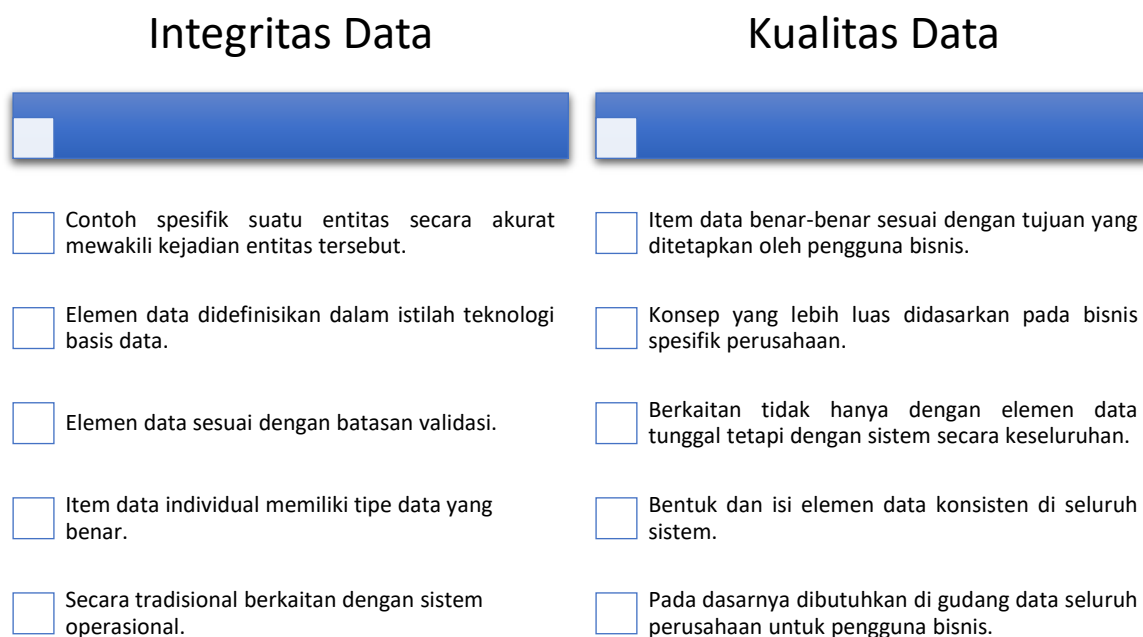 Integritas Data
Contoh spesifik suatu entitas secara akurat
mewakili kejadian entitas tersebut.
Elemen data didefinisikan dalam istilah teknologi
basis data.
Elemen data sesuai dengan batasan validasi.
Item data individual memiliki tipe data yang
benar.
Secara tradisional berkaitan dengan sistem
operasional.
Kualitas Data
Item data benar-benar sesuai dengan tujuan yang
ditetapkan oleh pengguna bisnis.
Konsep yang lebih luas didasarkan pada bisnis
spesifik perusahaan.
Berkaitan tidak hanya dengan elemen data
tunggal tetapi dengan sistem secara keseluruhan.
Bentuk dan isi elemen data konsisten di seluruh
sistem.
Pada dasarnya dibutuhkan di gudang data seluruh
perusahaan untuk pengguna bisnis.